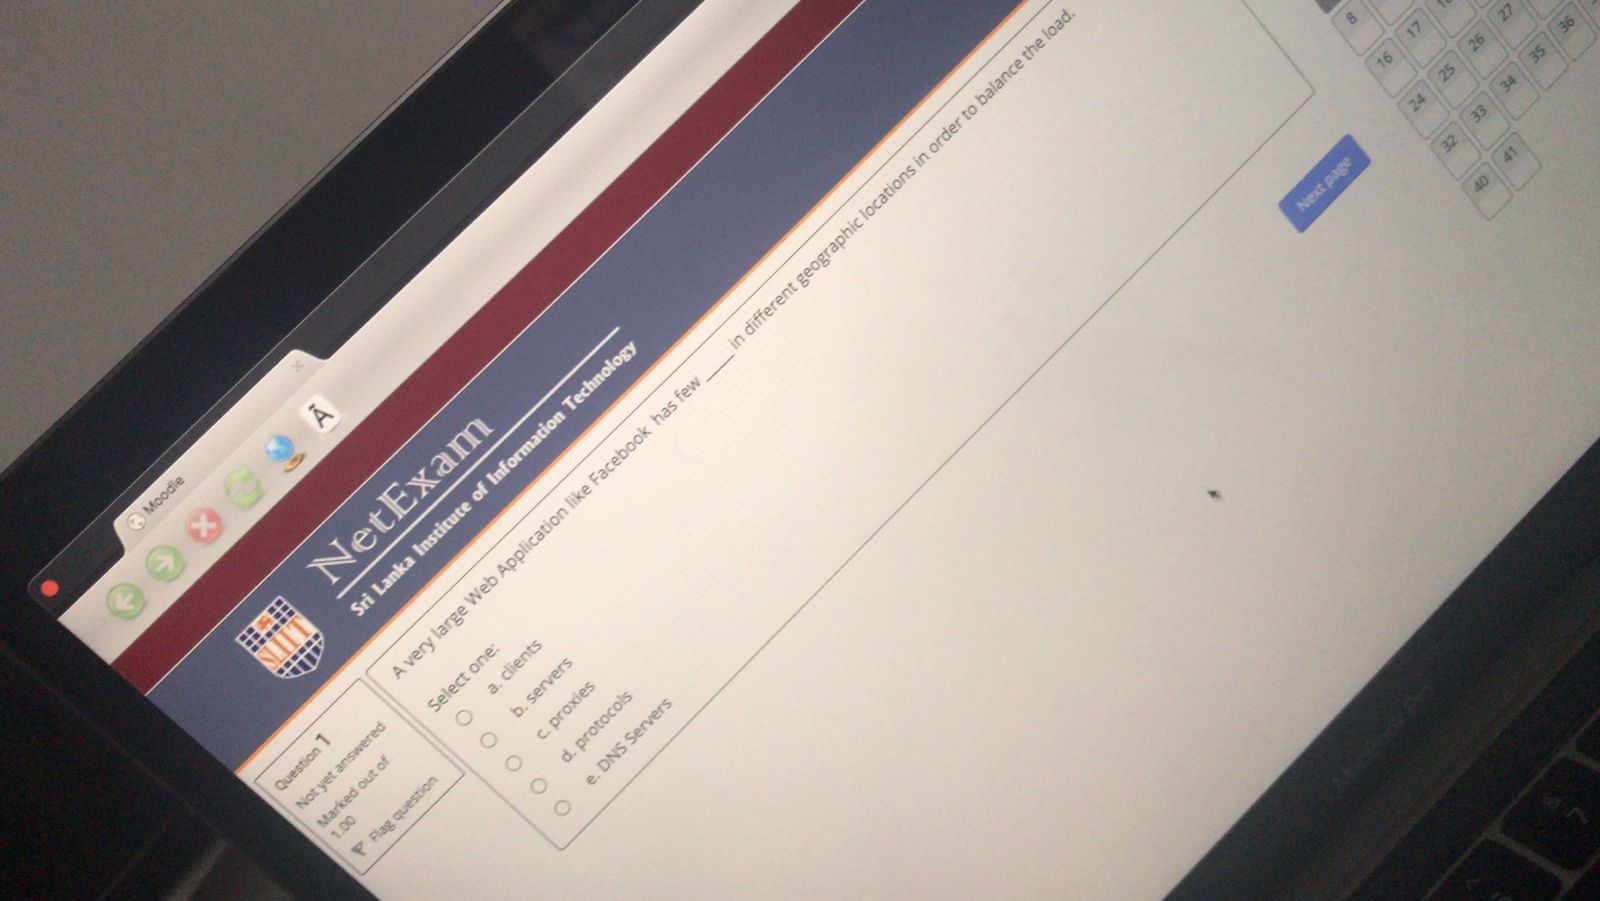 Moodle
Ā
SLIIT
NetExam
Sri Lanka Institute of Information Technology
Question 1
Not yet answered
Marked out of
1.00
Flag question
A very large Web Application like Facebook has few _____ in different geographic locations in order to balance the load.
Select one:
a. clients
b. servers
c. proxies
d. protocols
e. DNS Servers
Next page
8
16 17
24 25 26 27
32 33 34 35 36
40 41